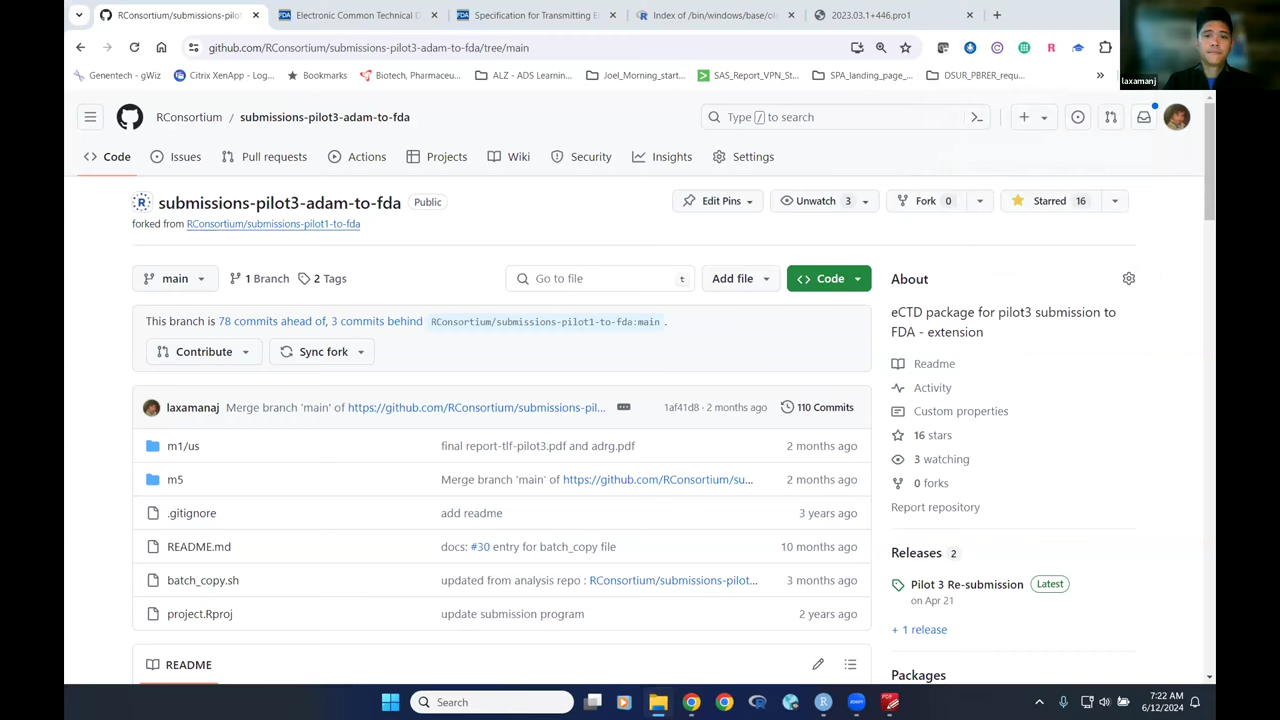 RConsortium/submissions-pilot
Electronic Common Technical D
Specification for Transmitting E
Index of /bin/windows/base/ol
2023.03.1+446.pro1
github.com/RConsortium/submissions-pilot3-adam-to-fda/tree/main
Genentech - gWiz
Citrix XenApp - Log...
Bookmarks
Biotech, Pharmaceu...
ALZ - ADS Learning...
Joel_Morning_start...
SAS_Report_VPN_St...
SPA_landing_page_...
DSUR_PBRER_requ...
laxamanj
RConsortium / submissions-pilot3-adam-to-fda
Type / to search
Code
Issues
Pull requests
Actions
Projects
Wiki
Security
Insights
Settings
submissions-pilot3-adam-to-fda Public
forked from RConsortium/submissions-pilot1-to-fda
Edit Pins
Unwatch 3
Fork 0
Starred 16
main
1 Branch
2 Tags
Go to file t
Add file
Code
This branch is 78 commits ahead of, 3 commits behind RConsortium/submissions-pilot1-to-fda:main .
Contribute
Sync fork
laxamanj Merge branch 'main' of https://github.com/RConsortium/submissions-pil... 1af41d8 · 2 months ago 110 Commits
m1/us final report-tlf-pilot3.pdf and adrg.pdf 2 months ago
m5 Merge branch 'main' of https://github.com/RConsortium/su... 2 months ago
.gitignore add readme 3 years ago
README.md docs: #30 entry for batch_copy file 10 months ago
batch_copy.sh updated from analysis repo : RConsortium/submissions-pilot... 3 months ago
project.Rproj update submission program 2 years ago
README
About
eCTD package for pilot3 submission to
FDA - extension
Readme
Activity
Custom properties
16 stars
3 watching
0 forks
Report repository
Releases 2
Pilot 3 Re-submission Latest
on Apr 21
+ 1 release
Packages
Search
7:22 AM
6/12/2024